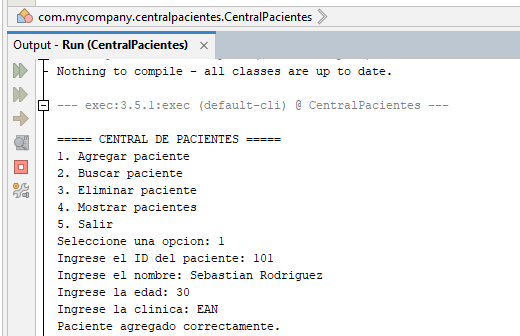 com.mycompany.centralpacientes.CentralPacientes
Output - Run (CentralPacientes) ×
Nothing to compile - all classes are up to date.
--- exec:3.5.1:exec (default-cli) @ CentralPacientes ---
===== CENTRAL DE PACIENTES =====
1. Agregar paciente
2. Buscar paciente
3. Eliminar paciente
4. Mostrar pacientes
5. Salir
Seleccione una opcion: 1
Ingrese el ID del paciente: 101
Ingrese el nombre: Sebastian Rodriguez
Ingrese la edad: 30
Ingrese la clinica: EAN
Paciente agregado correctamente.